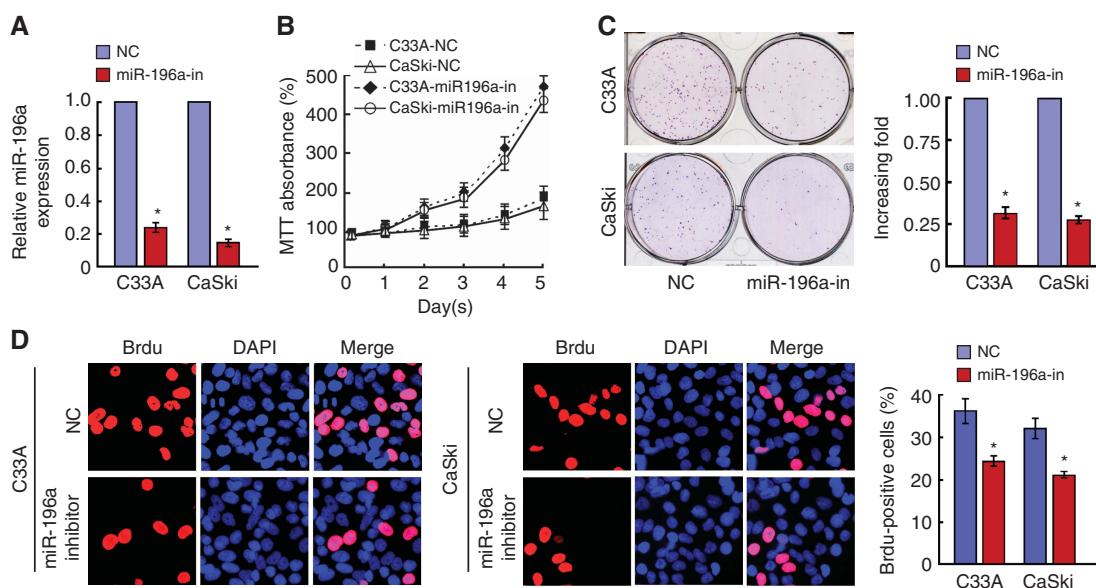 A
NC
miR-196a-in
Relative miR-196a
expression
1.0
0.8
0.6
0.4
0.2
0
*
*
C33A
CaSki
B
C33A-NC
CaSki-NC
C33A-miR196a-in
CaSki-miR196a-in
MTT absorbance (%)
500
400
300
200
100
0
0 1 2 3 4 5
Day(s)
C
C33A
CaSki
NC
miR-196a-in
NC
miR-196a-in
Increasing fold
1.00
0.75
0.50
0.25
0
*
*
C33A
CaSki
D
Brdu
DAPI
Merge
C33A
NC
miR-196a
inhibitor
Brdu
DAPI
Merge
CaSki
NC
miR-196a
inhibitor
NC
miR-196a-in
Brdu-positive cells (%)
40
30
20
10
0
*
*
C33A
CaSki